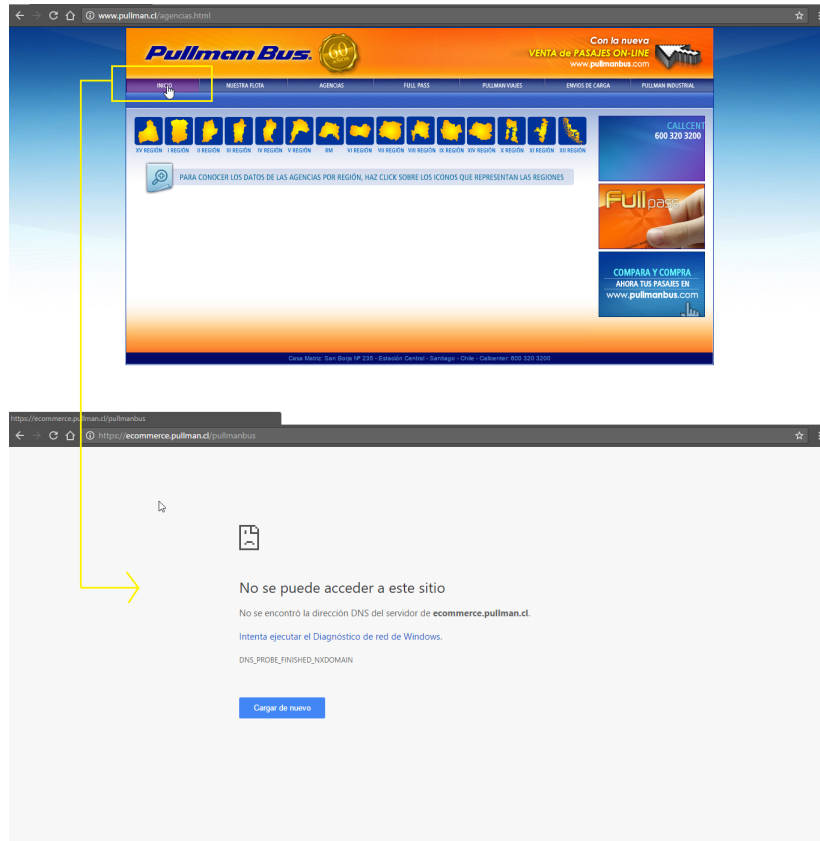 www.pullman.cl/agencias.html
Pullman Bus. 60 AÑOS
Con la nueva
VENTA de PASAJES ON-LINE
www.pullmanbus.com
INICIO NUESTRA FLOTA AGENCIAS FULL PASS PULLMAN VIAJES ENVIOS DE CARGA PULLMAN INDUSTRIAL
XV REGIÓN I REGIÓN II REGIÓN III REGIÓN IV REGIÓN V REGIÓN RM VI REGIÓN VII REGIÓN VIII REGIÓN IX REGIÓN XIV REGIÓN X REGIÓN XI REGIÓN XII REGIÓN
PARA CONOCER LOS DATOS DE LAS AGENCIAS POR REGIÓN, HAZ CLICK SOBRE LOS ICONOS QUE REPRESENTAN LAS REGIONES
CALLCENT
600 320 3200
Fullpass
COMPARA Y COMPRA
AHORA TUS PASAJES EN
www.pullmanbus.com
Casa Matriz: San Borja Nº 235 - Estación Central - Santiago - Chile - Callcenter: 600 320 3200
https://ecommerce.pullman.cl/pullmanbus
https://ecommerce.pullman.cl/pullmanbus
No se puede acceder a este sitio
No se encontró la dirección DNS del servidor de ecommerce.pullman.cl.
Intenta ejecutar el Diagnóstico de red de Windows.
DNS_PROBE_FINISHED_NXDOMAIN
Cargar de nuevo